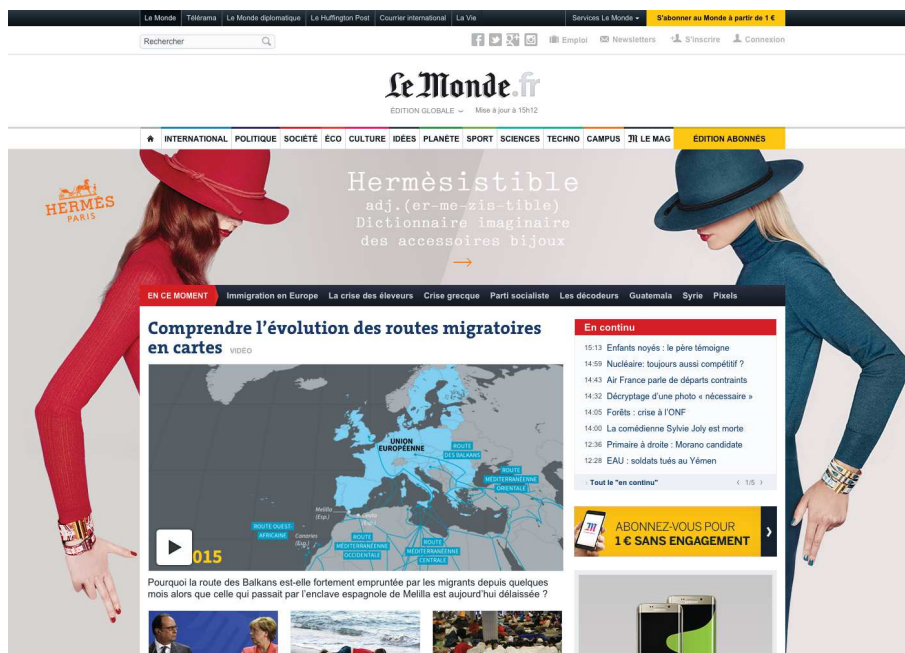 Le Monde Télérama Le Monde diplomatique Le Huffington Post Courrier international La Vie Services Le Monde S'abonner au Monde à partir de 1 €
Rechercher Emploi Newsletters S'inscrire Connexion
Le Monde.fr
ÉDITION GLOBALE Mise à jour à 15h12
INTERNATIONAL POLITIQUE SOCIÉTÉ ÉCO CULTURE IDÉES PLANÈTE SPORT SCIENCES TECHNO CAMPUS M LE MAG ÉDITION ABONNÉS
HERMÈS
PARIS
Hermèsistible
adj.(er-me-zis-tible)
Dictionnaire imaginaire
des accessoires bijoux
EN CE MOMENT Immigration en Europe La crise des éleveurs Crise grecque Parti socialiste Les décodeurs Guatemala Syrie Pixels
Comprendre l'évolution des routes migratoires
en cartes VIDÉO
UNION
EUROPÉENNE
ROUTE
DES BALKANS
ROUTE
MÉDITERRANÉENNE
ORIENTALE
Melilla
(Esp.)
Ceuta
(Esp.)
ROUTE OUEST-
AFRICAINE
Canaries
(Esp.)
ROUTE
MÉDITERRANÉENNE
OCCIDENTALE
ROUTE
MÉDITERRANÉENNE
CENTRALE
015
Pourquoi la route des Balkans est-elle fortement empruntée par les migrants depuis quelques
mois alors que celle qui passait par l'enclave espagnole de Melilla est aujourd'hui délaissée ?
En continu
15:13 Enfants noyés : le père témoigne
14:59 Nucléaire: toujours aussi compétitif ?
14:43 Air France parle de départs contraints
14:32 Décryptage d'une photo « nécessaire »
14:05 Forêts : crise à l'ONF
14:00 La comédienne Sylvie Joly est morte
12:36 Primaire à droite : Morano candidate
12:28 EAU : soldats tués au Yémen
Tout le "en continu" 1/5
ABONNEZ-VOUS POUR
1 € SANS ENGAGEMENT